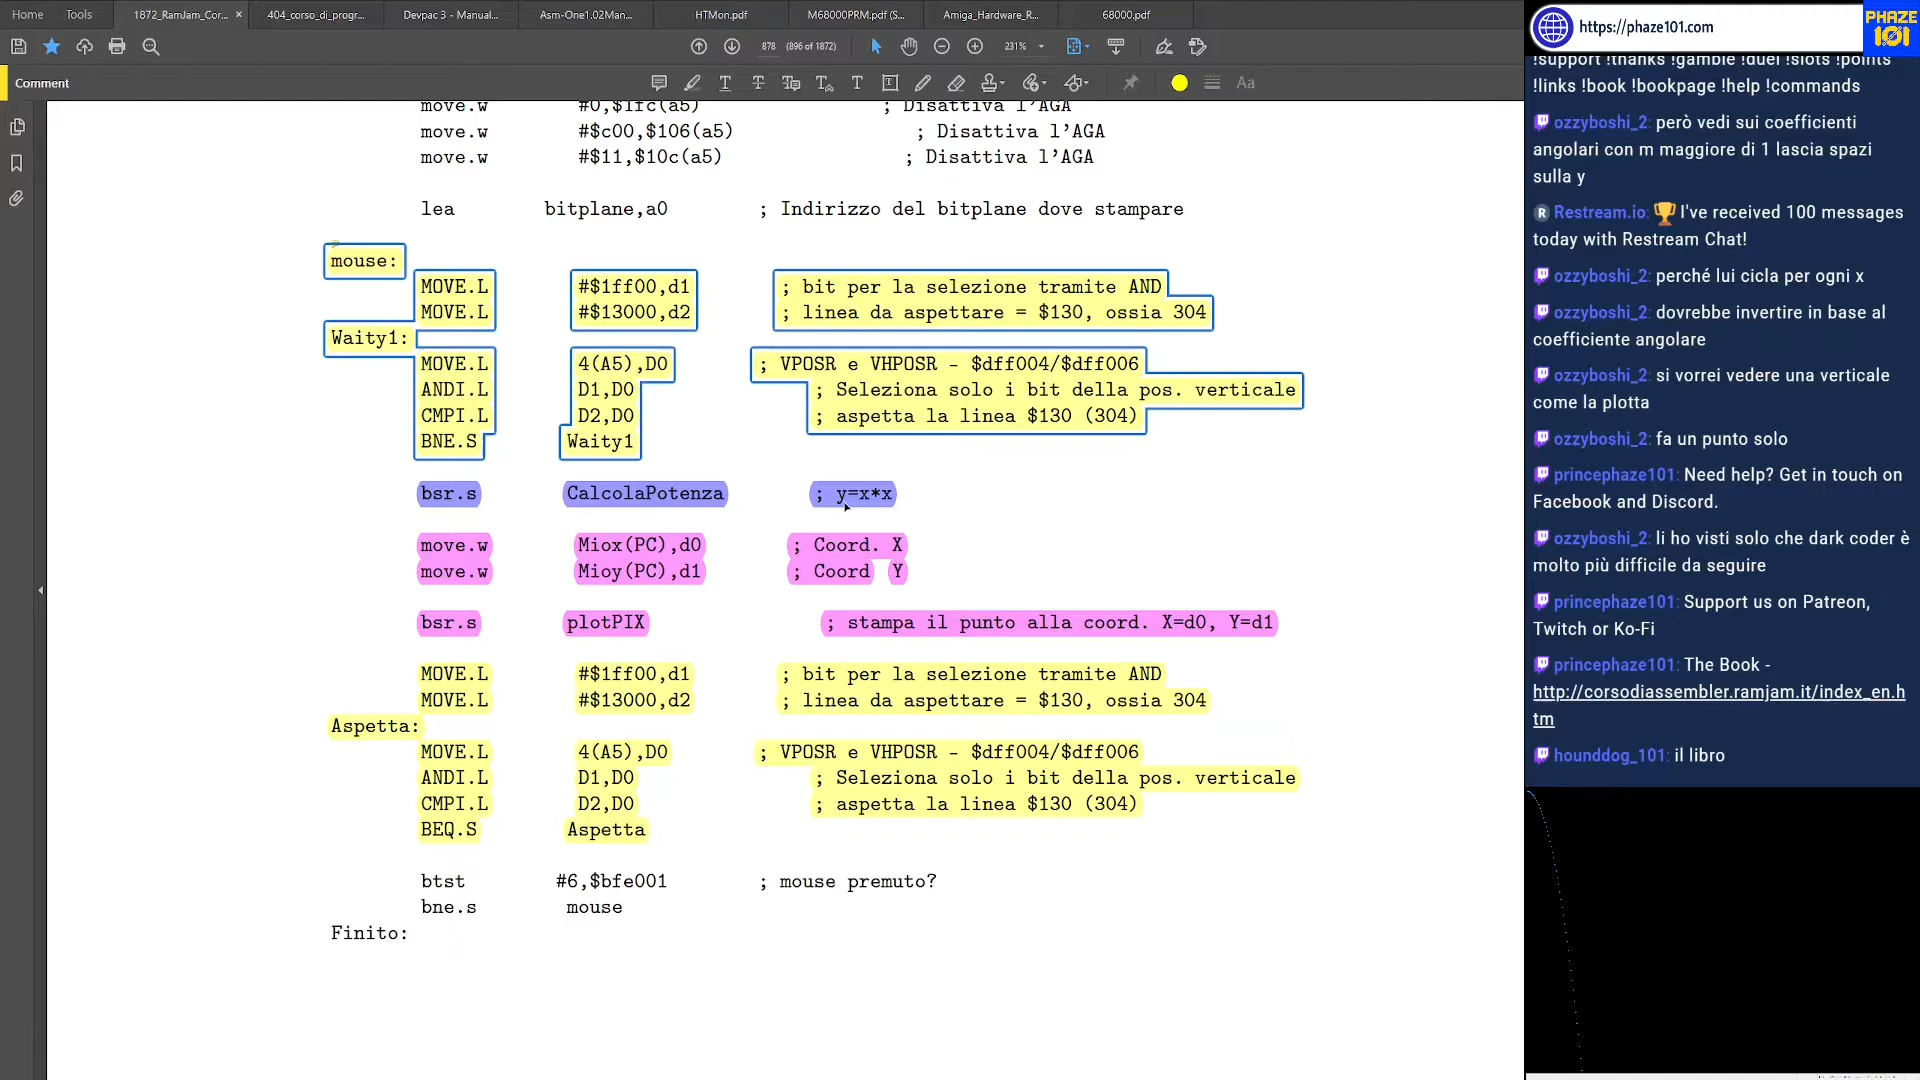 Home Tools 1872_RamJam_Cor... × 404_corso_di_progr... Devpac 3 - Manual... Asm-One1.02Man... HTMon.pdf M68000PRM.pdf (S... Amiga_Hardware_R... 68000.pdf
878 (896 of 1872) 231%
Comment
move.w #0,$1fc(a5) ; Disattiva l’AGA
move.w #$c00,$106(a5) ; Disattiva l’AGA
move.w #$11,$10c(a5) ; Disattiva l’AGA
lea bitplane,a0 ; Indirizzo del bitplane dove stampare
mouse:
MOVE.L #$1ff00,d1 ; bit per la selezione tramite AND
MOVE.L #$13000,d2 ; linea da aspettare = $130, ossia 304
Waity1:
MOVE.L 4(A5),D0 ; VPOSR e VHPOSR - $dff004/$dff006
ANDI.L D1,D0 ; Seleziona solo i bit della pos. verticale
CMPI.L D2,D0 ; aspetta la linea $130 (304)
BNE.S Waity1
bsr.s CalcolaPotenza ; y=x*x
move.w Miox(PC),d0 ; Coord. X
move.w Mioy(PC),d1 ; Coord Y
bsr.s plotPIX ; stampa il punto alla coord. X=d0, Y=d1
MOVE.L #$1ff00,d1 ; bit per la selezione tramite AND
MOVE.L #$13000,d2 ; linea da aspettare = $130, ossia 304
Aspetta:
MOVE.L 4(A5),D0 ; VPOSR e VHPOSR - $dff004/$dff006
ANDI.L D1,D0 ; Seleziona solo i bit della pos. verticale
CMPI.L D2,D0 ; aspetta la linea $130 (304)
BEQ.S Aspetta
btst #6,$bfe001 ; mouse premuto?
bne.s mouse
Finito:
https://phaze101.com
PHAZE
101
!support !thanks !gamble !duel !slots !points
!links !book !bookpage !help !commands
ozzyboshi_2: però vedi sui coefficienti
angolari con m maggiore di 1 lascia spazi
sulla y
Restream.io: 🏆 I've received 100 messages
today with Restream Chat!
ozzyboshi_2: perché lui cicla per ogni x
ozzyboshi_2: dovrebbe invertire in base al
coefficiente angolare
ozzyboshi_2: si vorrei vedere una verticale
come la plotta
ozzyboshi_2: fa un punto solo
princephaze101: Need help? Get in touch on
Facebook and Discord.
ozzyboshi_2: li ho visti solo che dark coder è
molto più difficile da seguire
princephaze101: Support us on Patreon,
Twitch or Ko-Fi
princephaze101: The Book -
http://corsodiassembler.ramjam.it/index_en.h
tm
hounddog_101: il libro